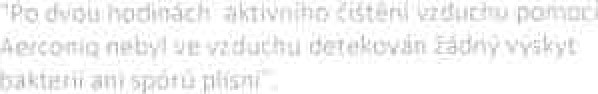 "Po dvou hodinách aktivního čištění vzduchu pomocí
Aerconiq nebyl ve vzduchu detekován žádný výskyt
bakterií ani spórů plísní".